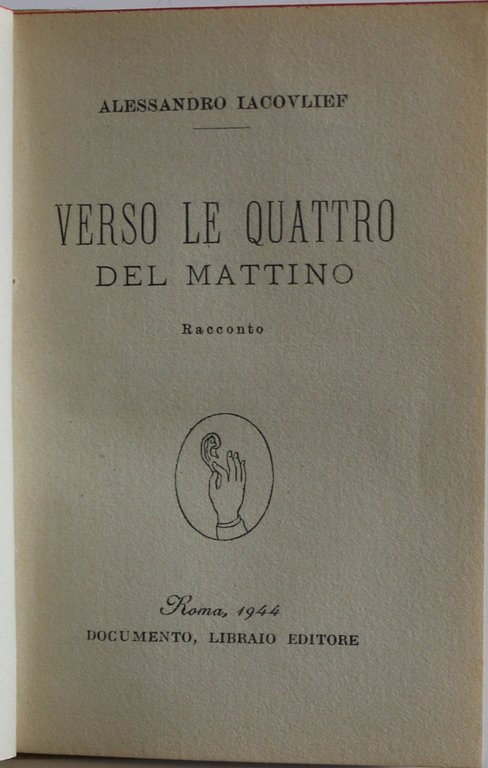 ALESSANDRO IACOVLIEF
VERSO LE QUATTRO
DEL MATTINO
Racconto
Roma, 1944
DOCUMENTO, LIBRAIO EDITORE